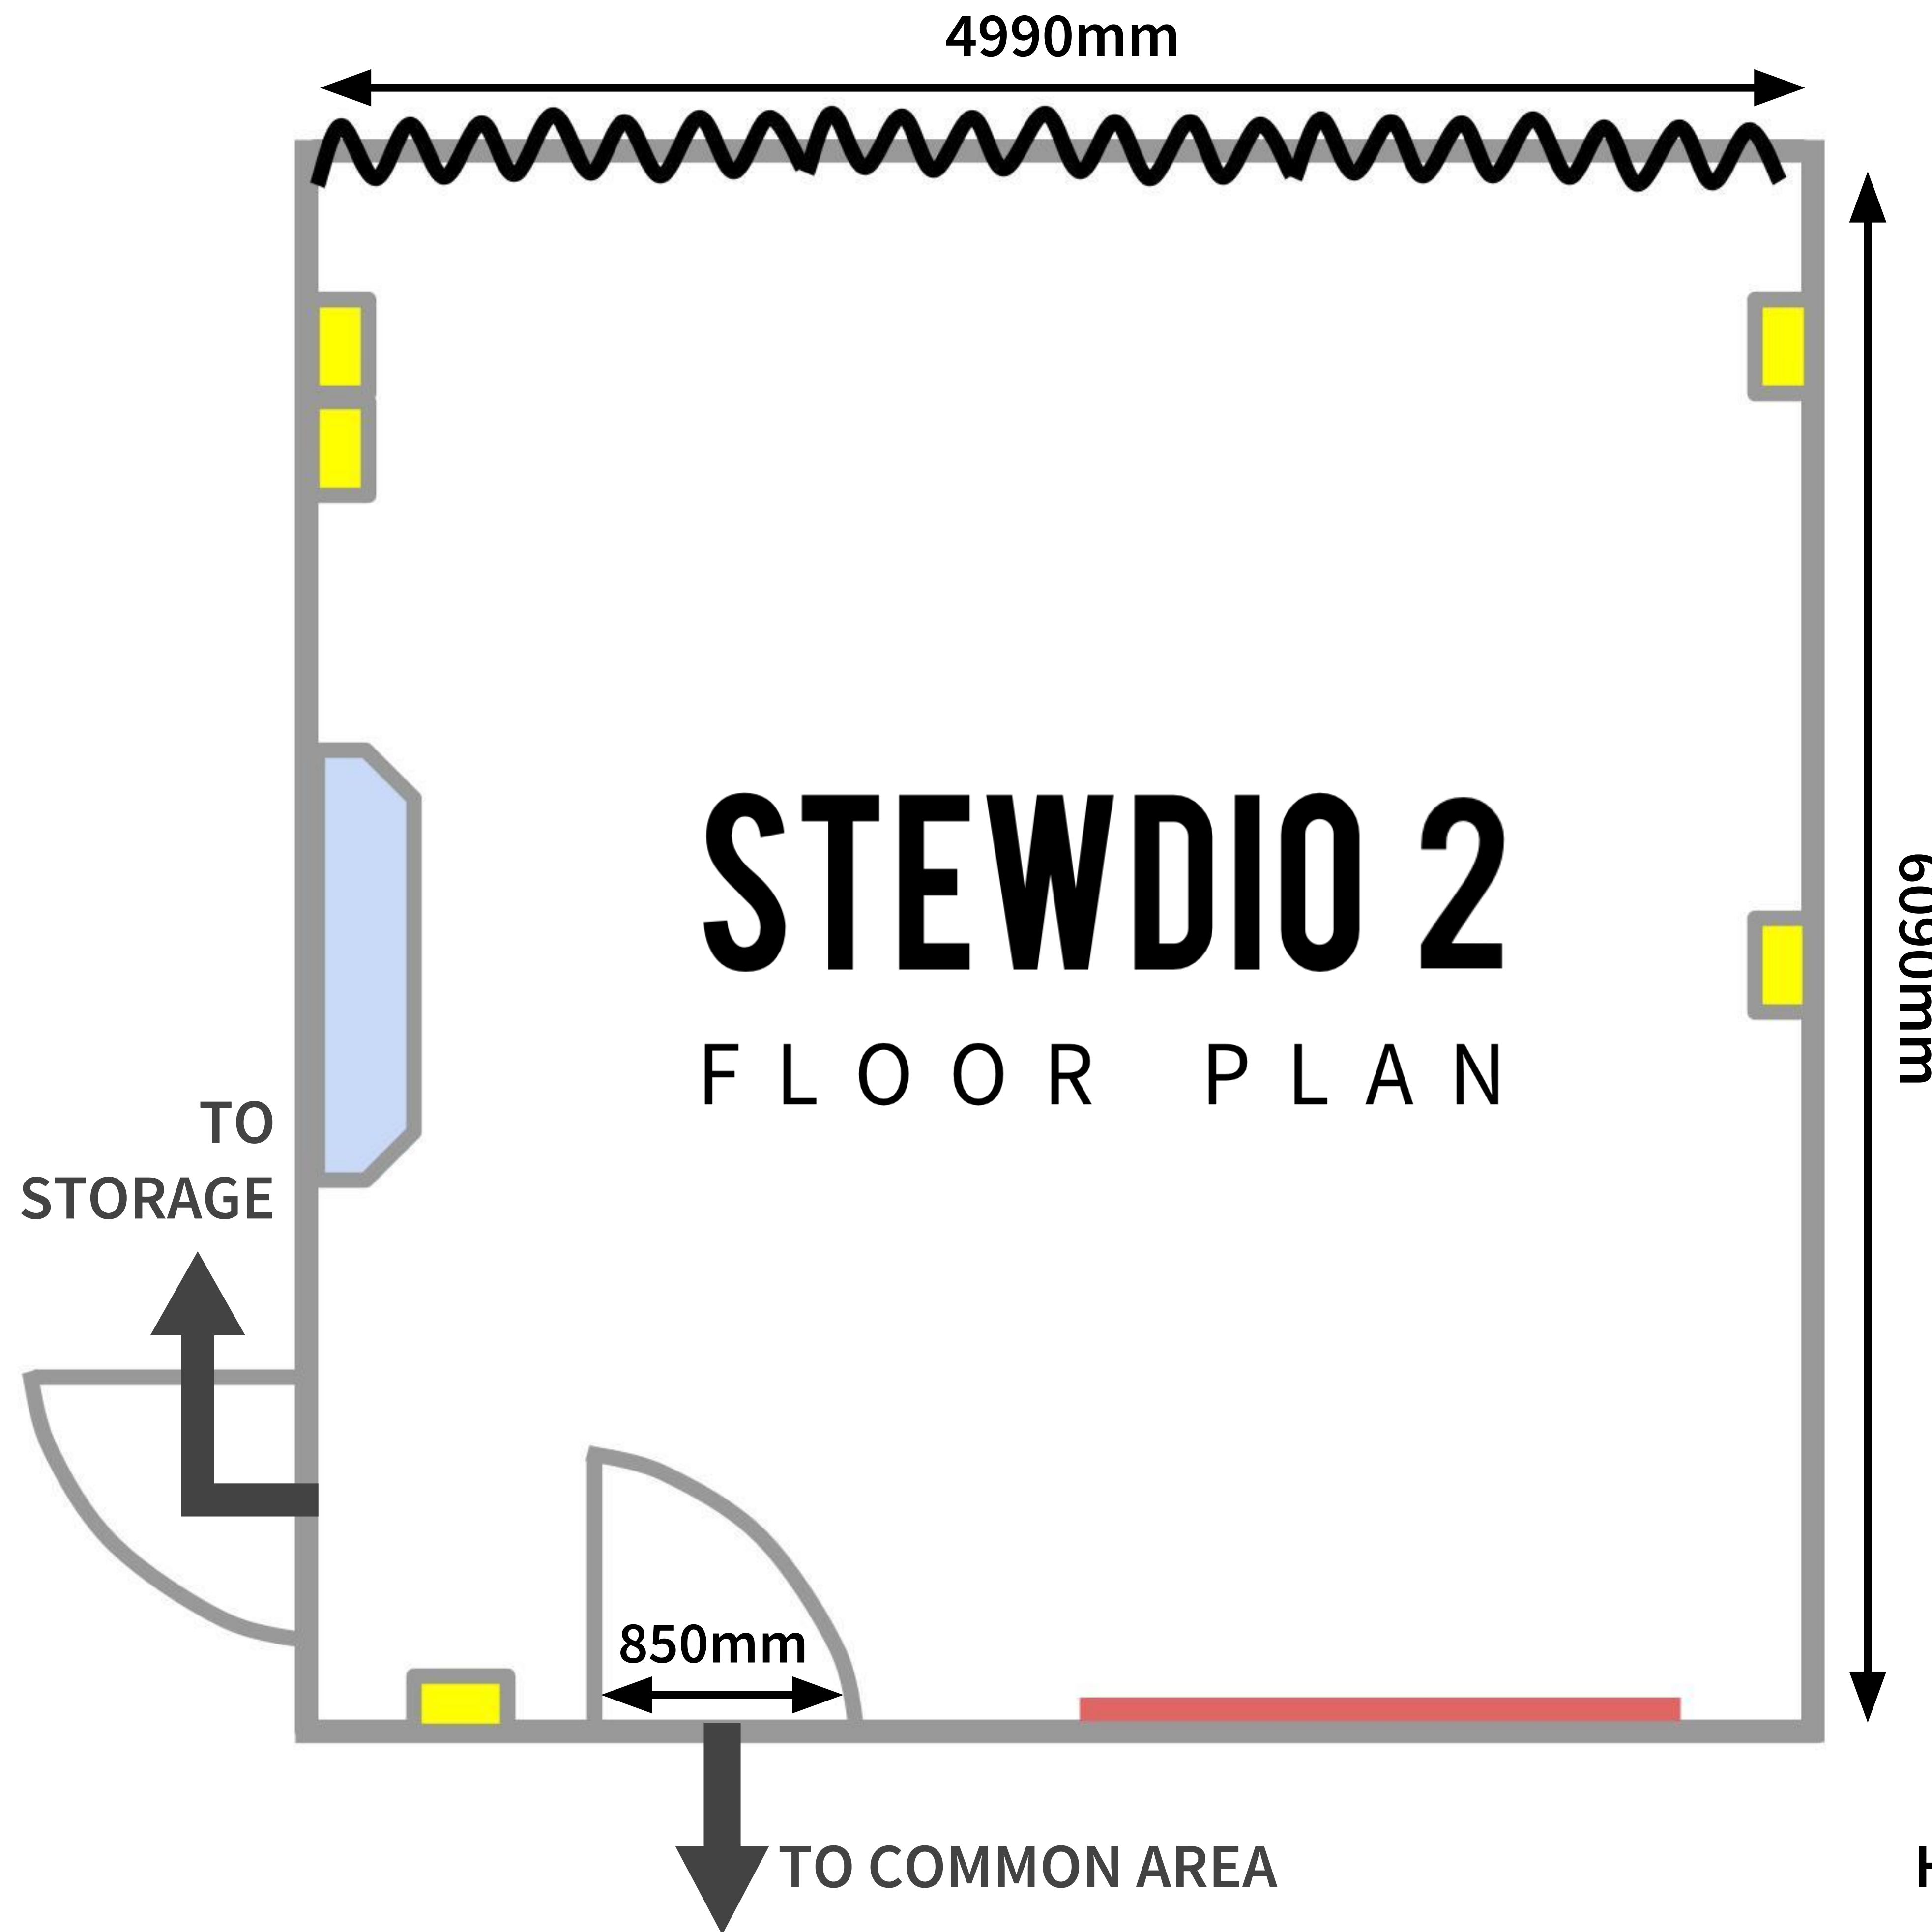 4990mm
STEWDIO 2
FLOOR PLAN
6090mm
TO
STORAGE
850mm
TO COMMON AREA